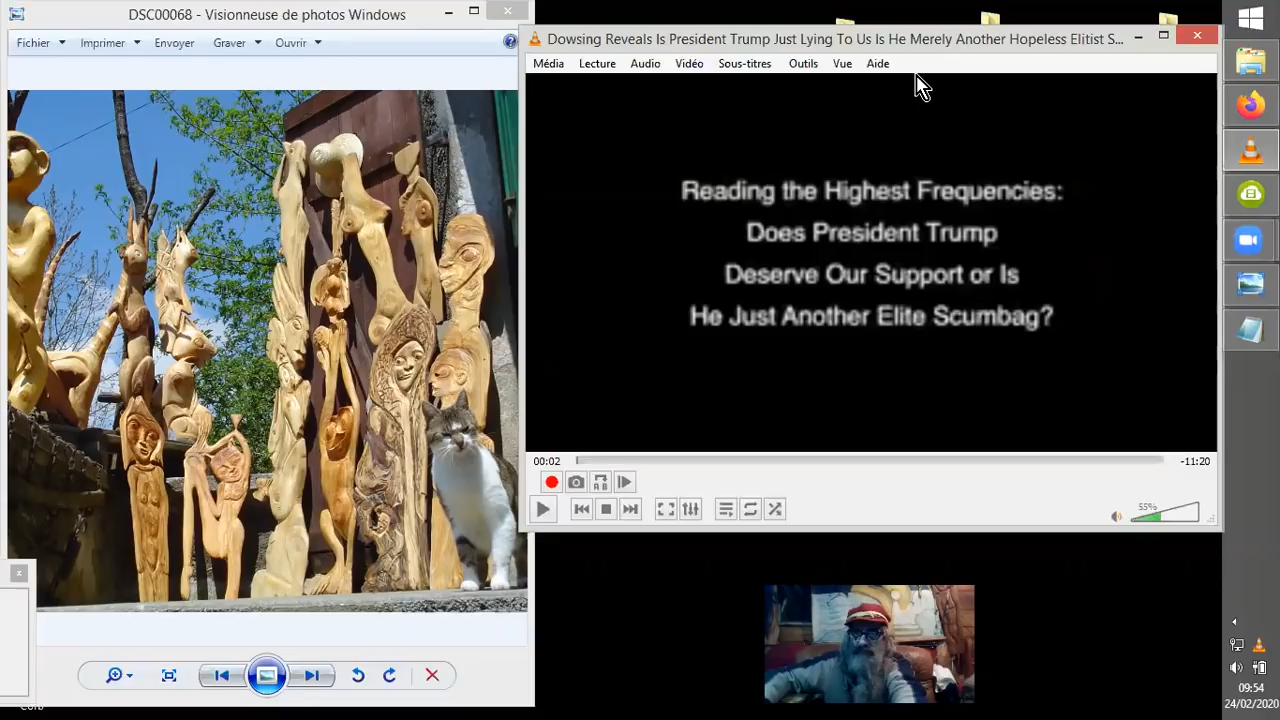 DSC00068 - Visionneuse de photos Windows
Fichier Imprimer Envoyer Graver Ouvrir
Dowsing Reveals Is President Trump Just Lying To Us Is He Merely Another Hopeless Elitist S...
Média Lecture Audio Vidéo Sous-titres Outils Vue Aide
Reading the Highest Frequencies:
Does President Trump
Deserve Our Support or Is
He Just Another Elite Scumbag?
00:02
-11:20
55%
09:54
24/02/2020